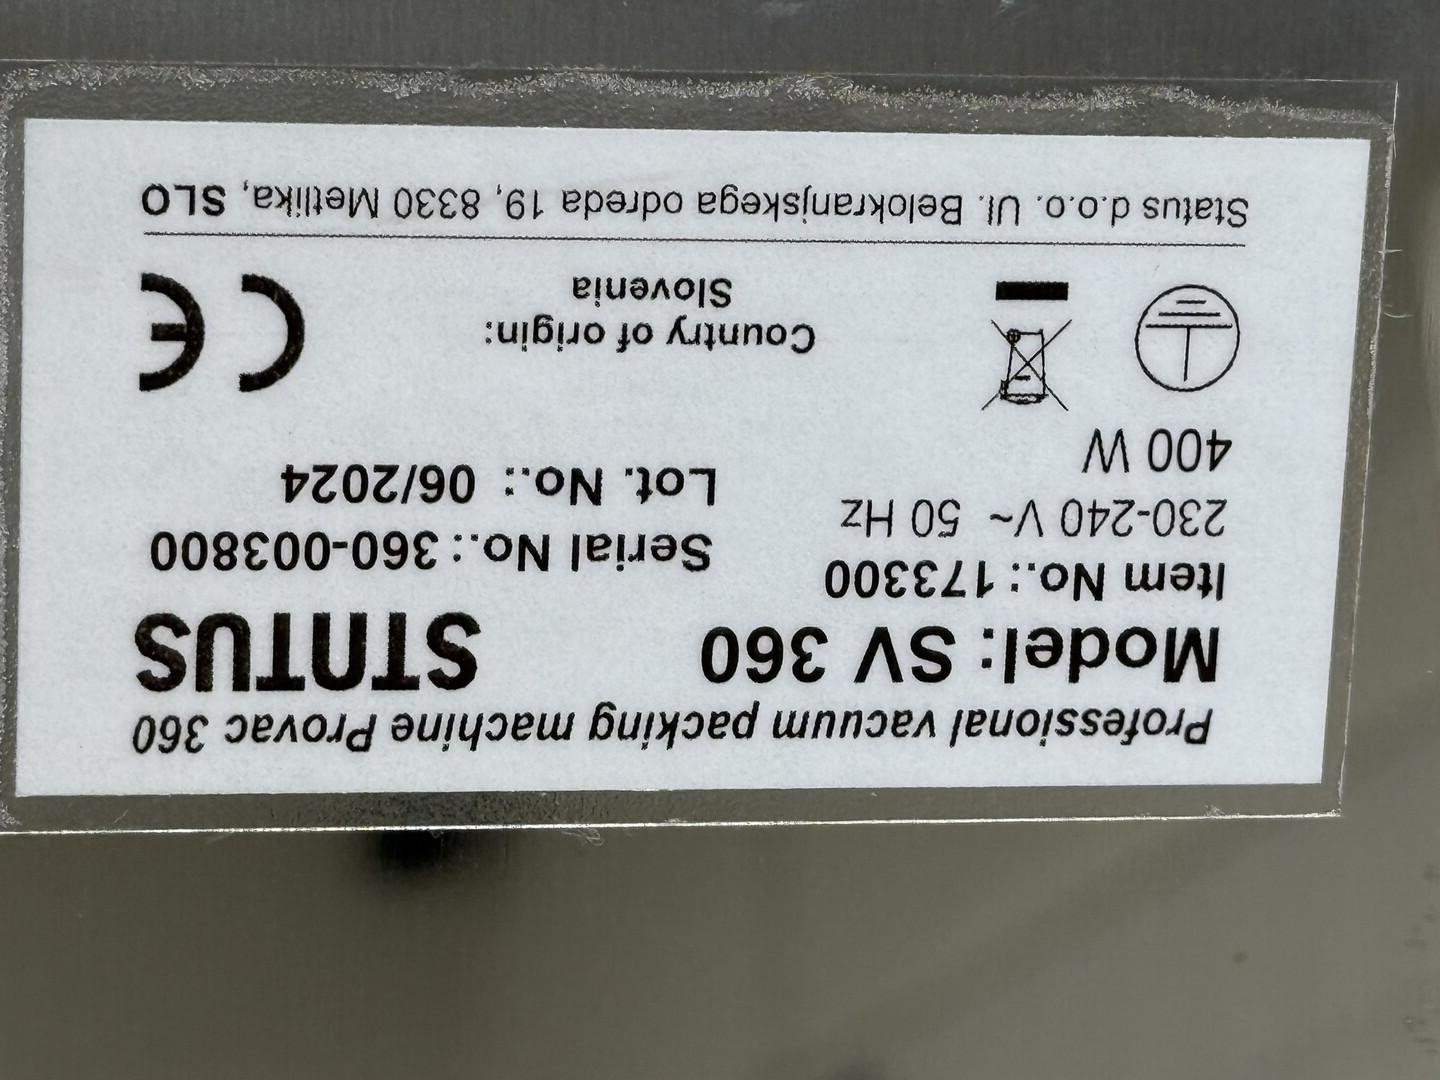 Professional vacuum packing machine Provac 360
Model: SV 360
STATUS
Item No.: 173300
Serial No.: 360-003800
230-240 V~ 50 Hz
Lot. No.: 06/2024
400 W
Country of origin:
Slovenia
CE
Status d.o.o. Ul. Belokranjskega odreda 19, 8330 Metlika, SLO